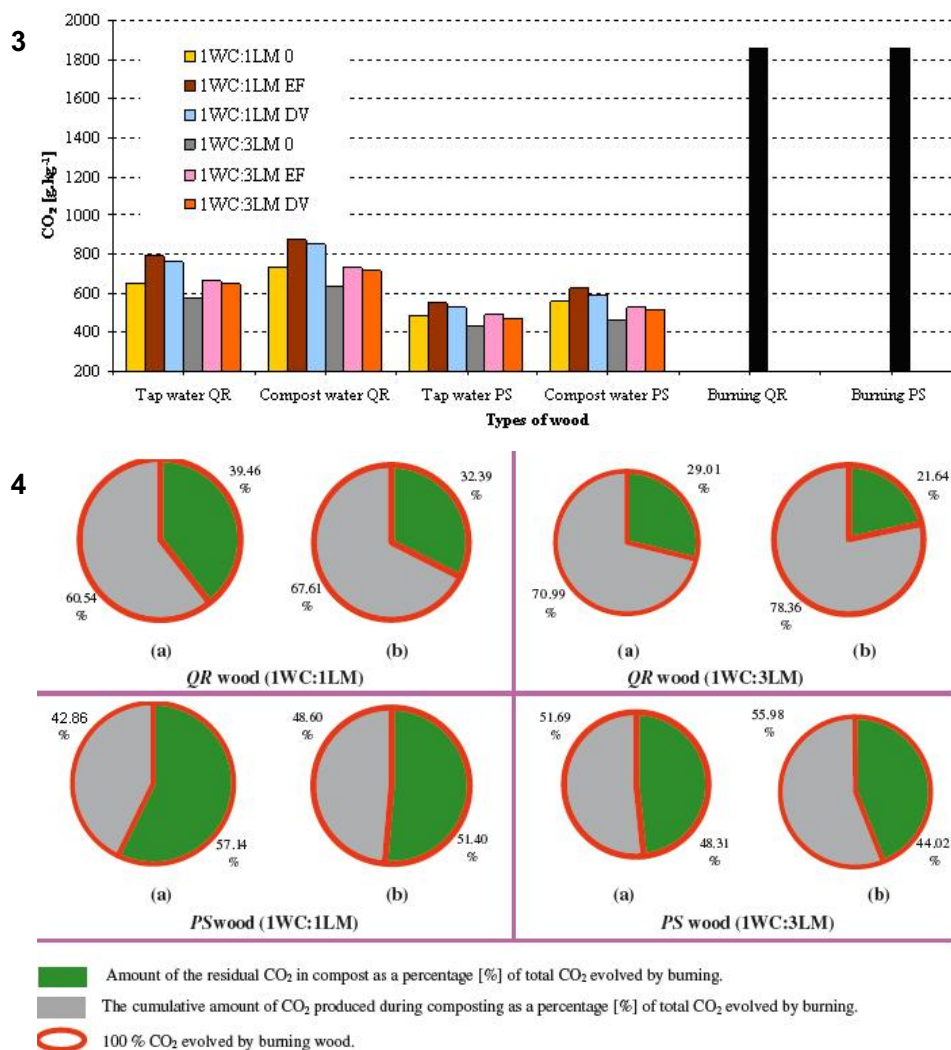 3
2000
1800
1600
1400
1200
1000
800
600
400
200
CO₂ [g.kg⁻¹]
1WC:1LM 0
1WC:1LM EF
1WC:1LM DV
1WC:3LM 0
1WC:3LM EF
1WC:3LM DV
Tap water QR Compost water QR Tap water PS Compost water PS Burning QR Burning PS
Types of wood
4
39.46 %
60.54 %
(a)
32.39 %
67.61 %
(b)
QR wood (1WC:1LM)
29.01 %
70.99 %
(a)
21.64 %
78.36 %
(b)
QR wood (1WC:3LM)
42.86 %
57.14 %
(a)
48.60 %
51.40 %
(b)
PS wood (1WC:1LM)
51.69 %
48.31 %
(a)
55.98 %
44.02 %
(b)
PS wood (1WC:3LM)
Amount of the residual CO₂ in compost as a percentage [%] of total CO₂ evolved by burning.
The cumulative amount of CO₂ produced during composting as a percentage [%] of total CO₂ evolved by burning.
100 % CO₂ evolved by burning wood.